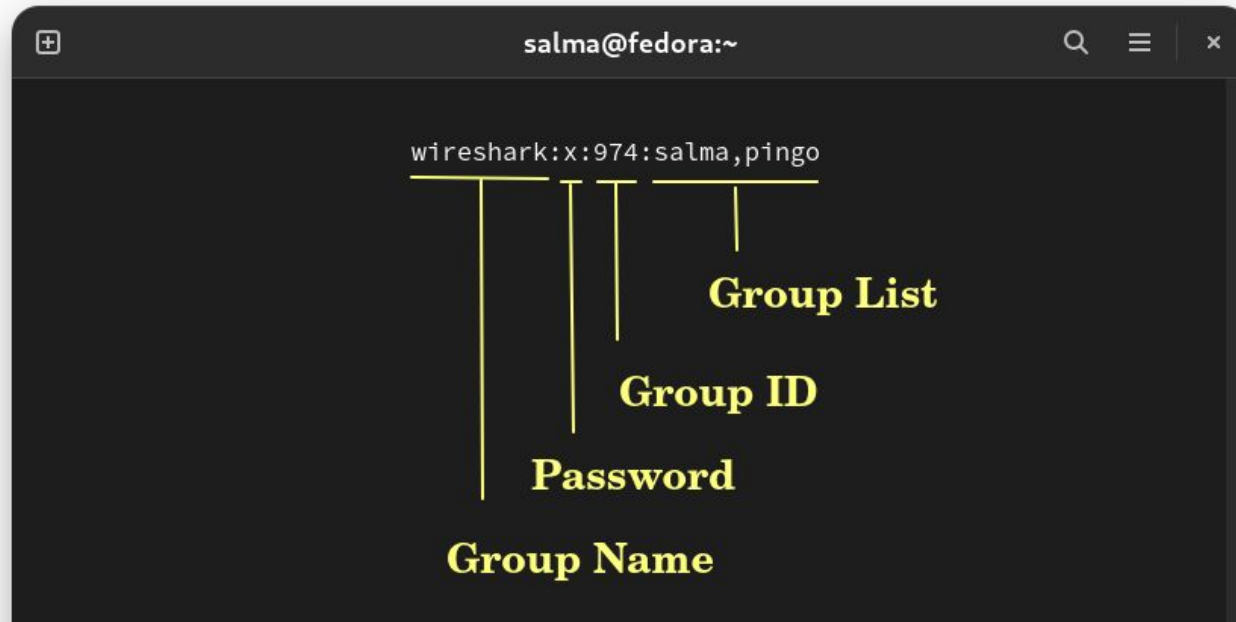 salma@fedora:~
wireshark:x:974:salma,pingo
Group List
Group ID
Password
Group Name